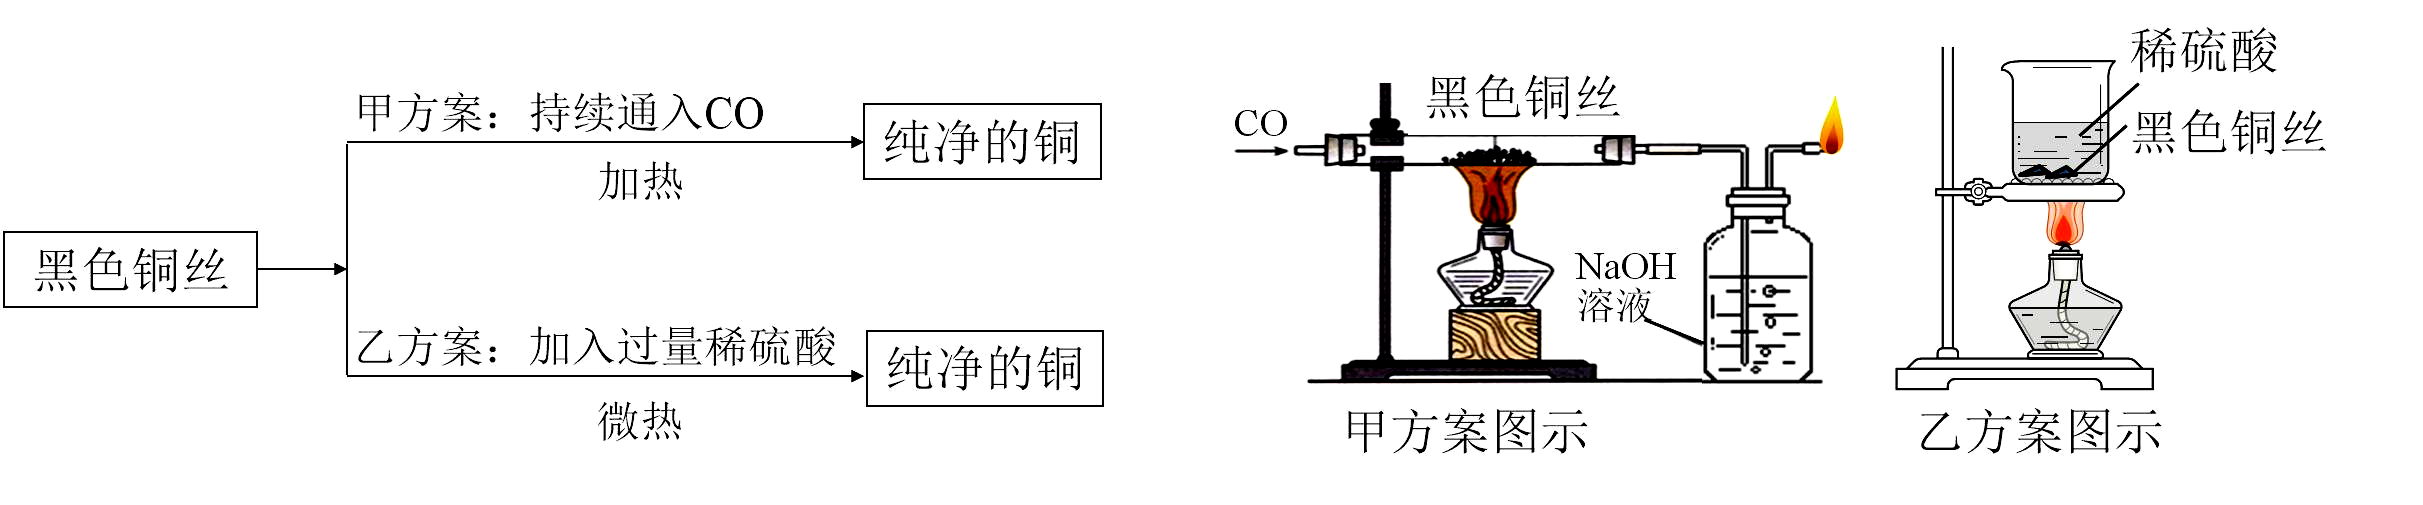 黑色铜丝
甲方案：持续通入CO
加热
纯净的铜
乙方案：加入过量稀硫酸
微热
纯净的铜
CO
黑色铜丝
NaOH
溶液
甲方案图示
稀硫酸
黑色铜丝
乙方案图示